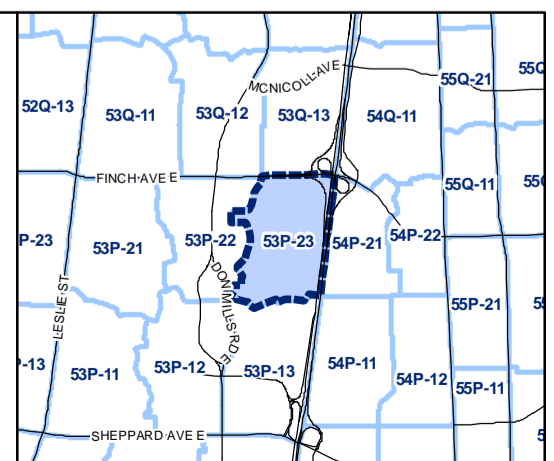 MCNICOLL AVE
55Q-21
55Q
52Q-13
53Q-11
53Q-12
53Q-13
54Q-11
FINCH AVE E
55Q-11
P-23
53P-21
53P-22
53P-23
54P-21
54P-22
LESLIE ST
DON MILLS RD E
55P-21
-13
53P-11
53P-12
53P-13
54P-11
54P-12
55P-11
SHEPPARD AVE E